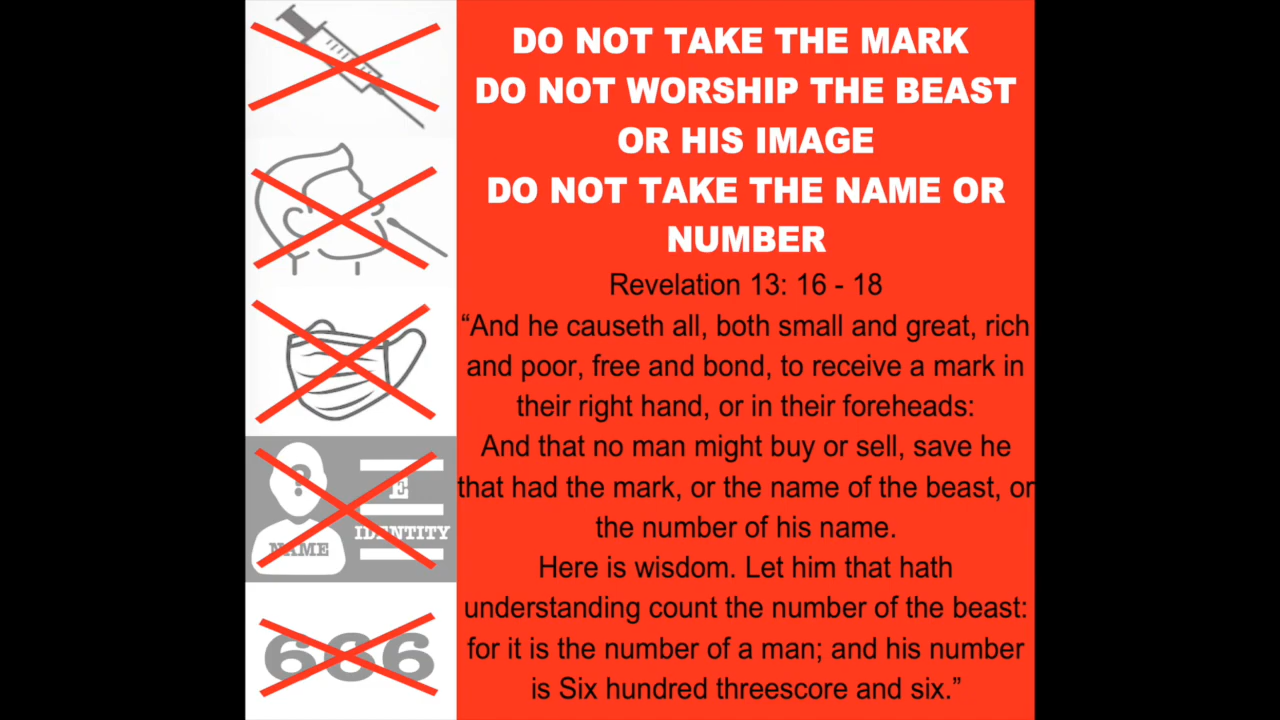 DO NOT TAKE THE MARK
DO NOT WORSHIP THE BEAST
OR HIS IMAGE
DO NOT TAKE THE NAME OR
NUMBER
Revelation 13: 16 - 18
“And he causeth all, both small and great, rich
and poor, free and bond, to receive a mark in
their right hand, or in their foreheads:
And that no man might buy or sell, save he
that had the mark, or the name of the beast, or
the number of his name.
Here is wisdom. Let him that hath
understanding count the number of the beast:
for it is the number of a man; and his number
is Six hundred threescore and six.”
?
E
IDENTITY
NAME
666